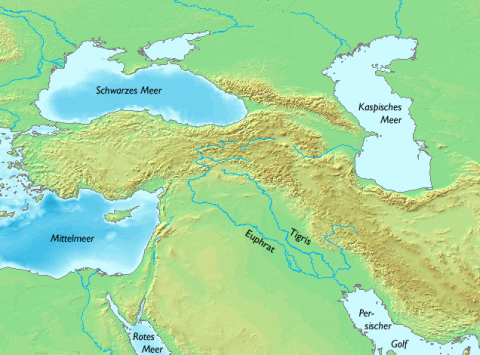 Schwarzes Meer
Kaspisches
Meer
Mittelmeer
Euphrat
Tigris
Rotes
Meer
Per-
sischer
Golf